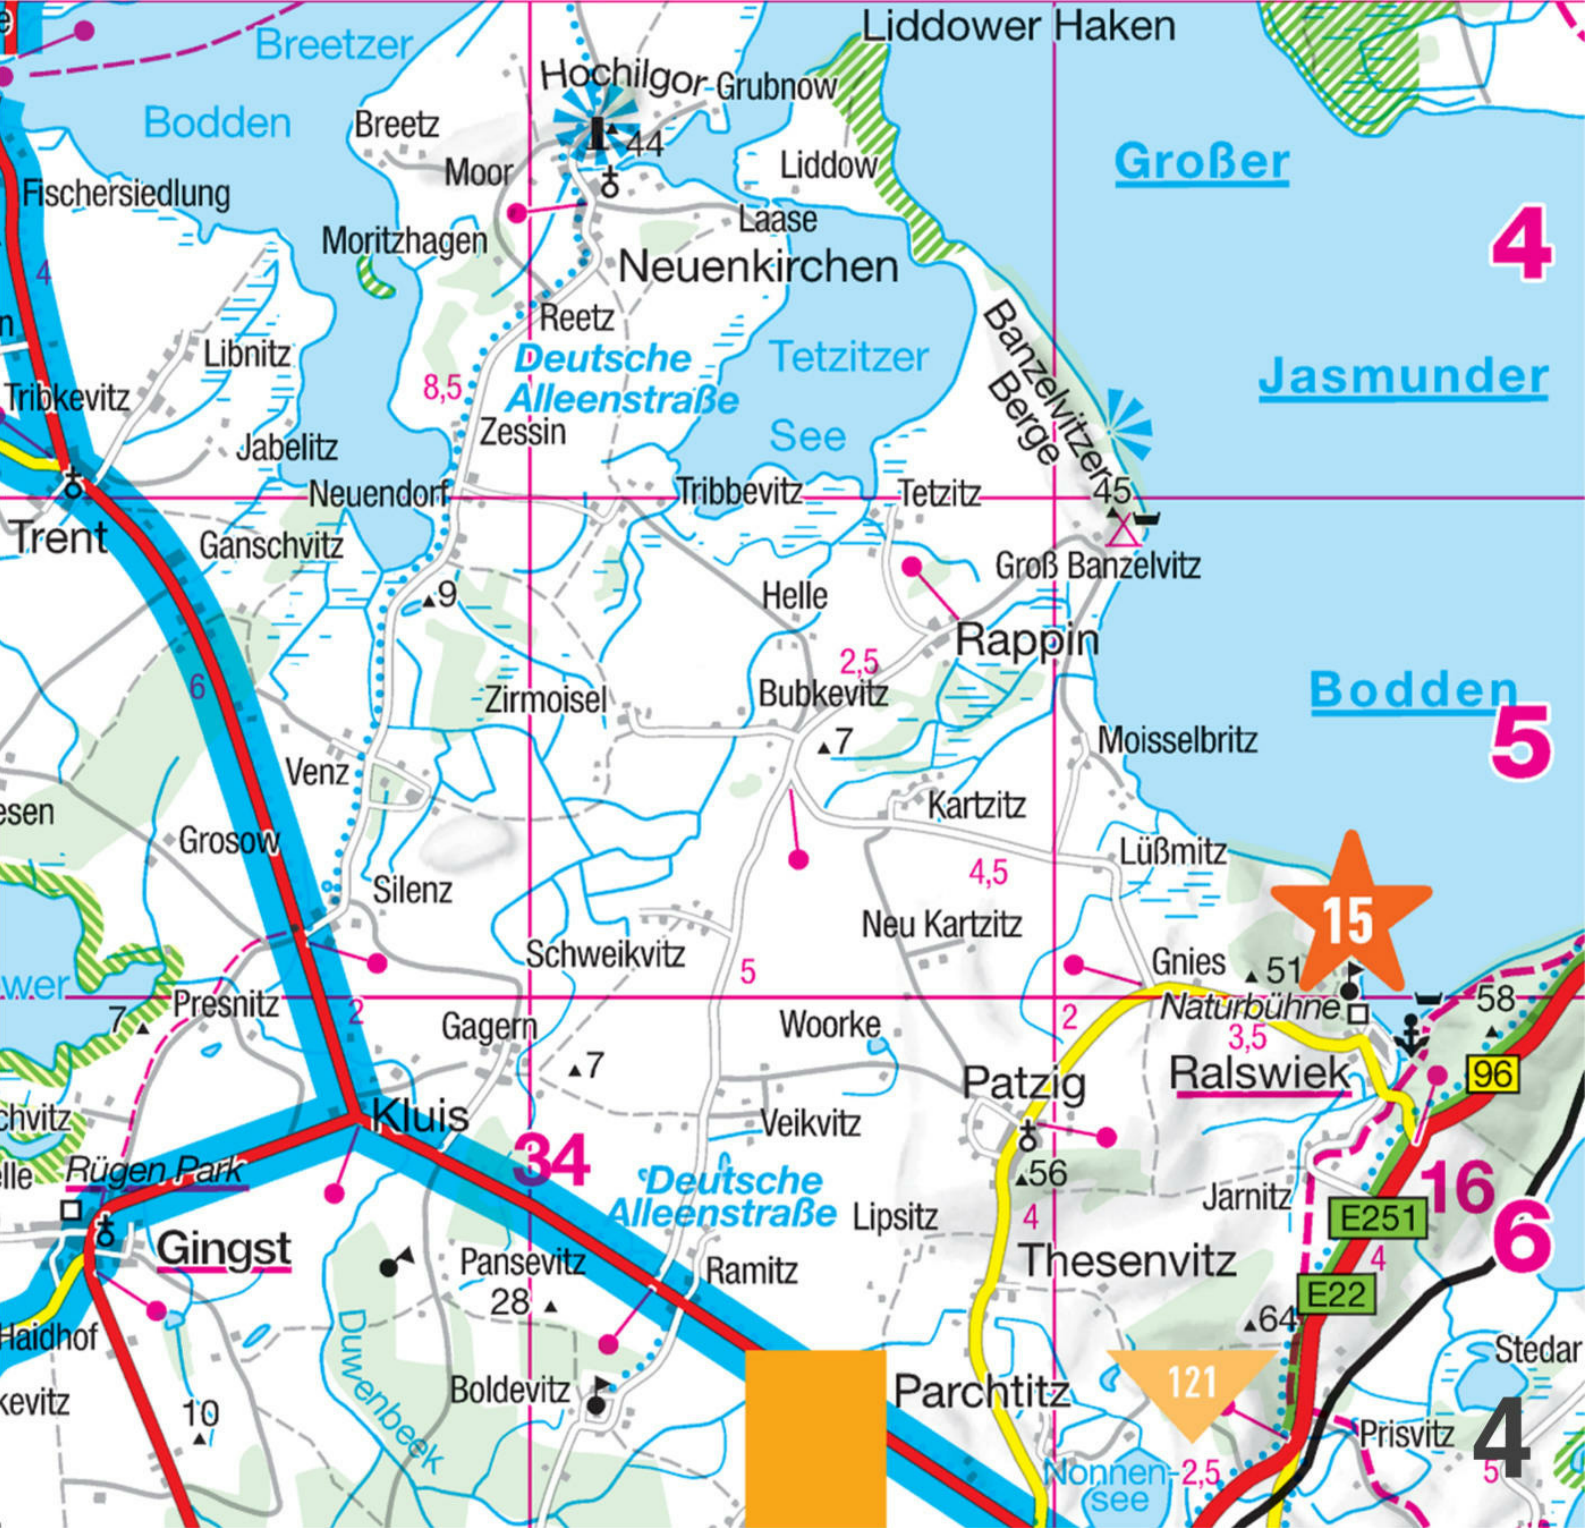 Liddower Haken
Breetzer
Hochilgor
Grubnow
Bodden
Breetz
44
Großer
Moor
Liddow
Fischersiedlung
Laase
4
Moritzhagen
Neuenkirchen
4
Reetz
Banzelvitzer
Berge
Libnitz
Deutsche
Alleenstraße
Tetzitzer
8,5
Jasmunder
Tribkevitz
Zessin
See
Jabelitz
Neuendorf
Tribbevitz
Tetzitz
45
Trent
Ganschvitz
Groß Banzelvitz
9
Helle
Rappin
2,5
6
Zirmoisel
Bubkevitz
Bodden
5
7
Moisselbritz
Venz
esen
Kartzitz
Grosow
Lüßmitz
4,5
Silenz
15
Neu Kartzitz
Schweikvitz
5
Gnies
51
wer
Presnitz
2
Naturbühne
58
7
Gagern
Woorke
2
3,5
7
Patzig
Ralswiek
96
chvitz
Kluis
Veikvitz
34
elle
Rügen Park
56
Deutsche
Alleenstraße
Jarnitz
16
Lipsitz
4
E251
6
Gingst
Pansevitz
Ramitz
Thesenvitz
4
28
E22
64
Haidhof
Duwenbeek
Stedar
Boldevitz
Parchtitz
121
kevitz
10
Prisvitz
4
Nonnen-
see
2,5
5